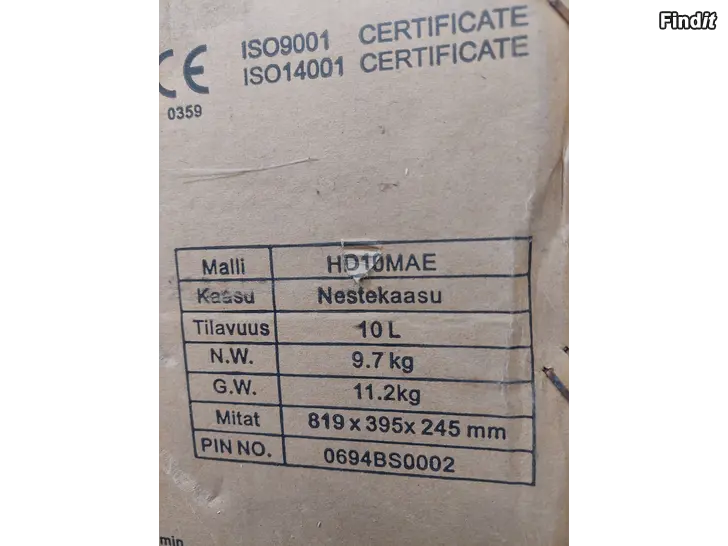 Findit
ISO9001 CERTIFICATE
CE ISO14001 CERTIFICATE
0359
Malli HD10MAE
Kaasu Nestekaasu
Tilavuus 10 L
N.W. 9.7 kg
G.W. 11.2kg
Mitat 819 x 395x 245 mm
PIN NO. 0694BS0002
min